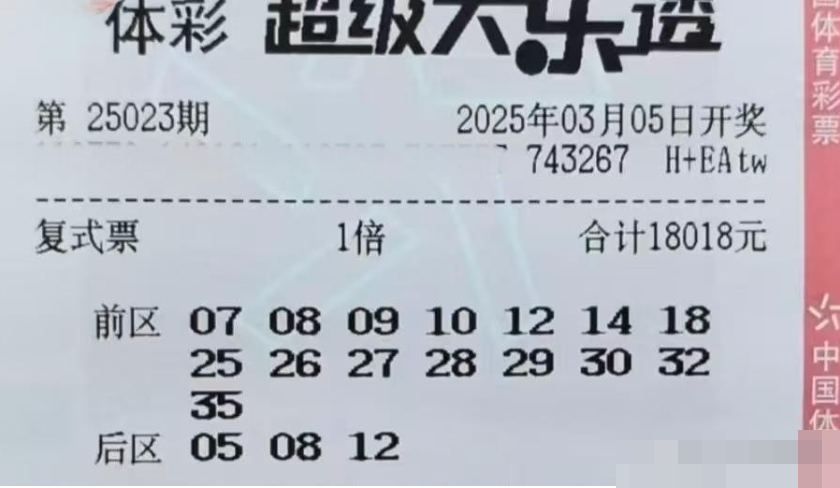 体彩 超级大乐透
第 25023期 2025年03月05日开奖
743267 H+EAtw
复式票 1倍 合计18018元
前区 07 08 09 10 12 14 18
25 26 27 28 29 30 32
35
后区 05 08 12
国体育彩票
中国体